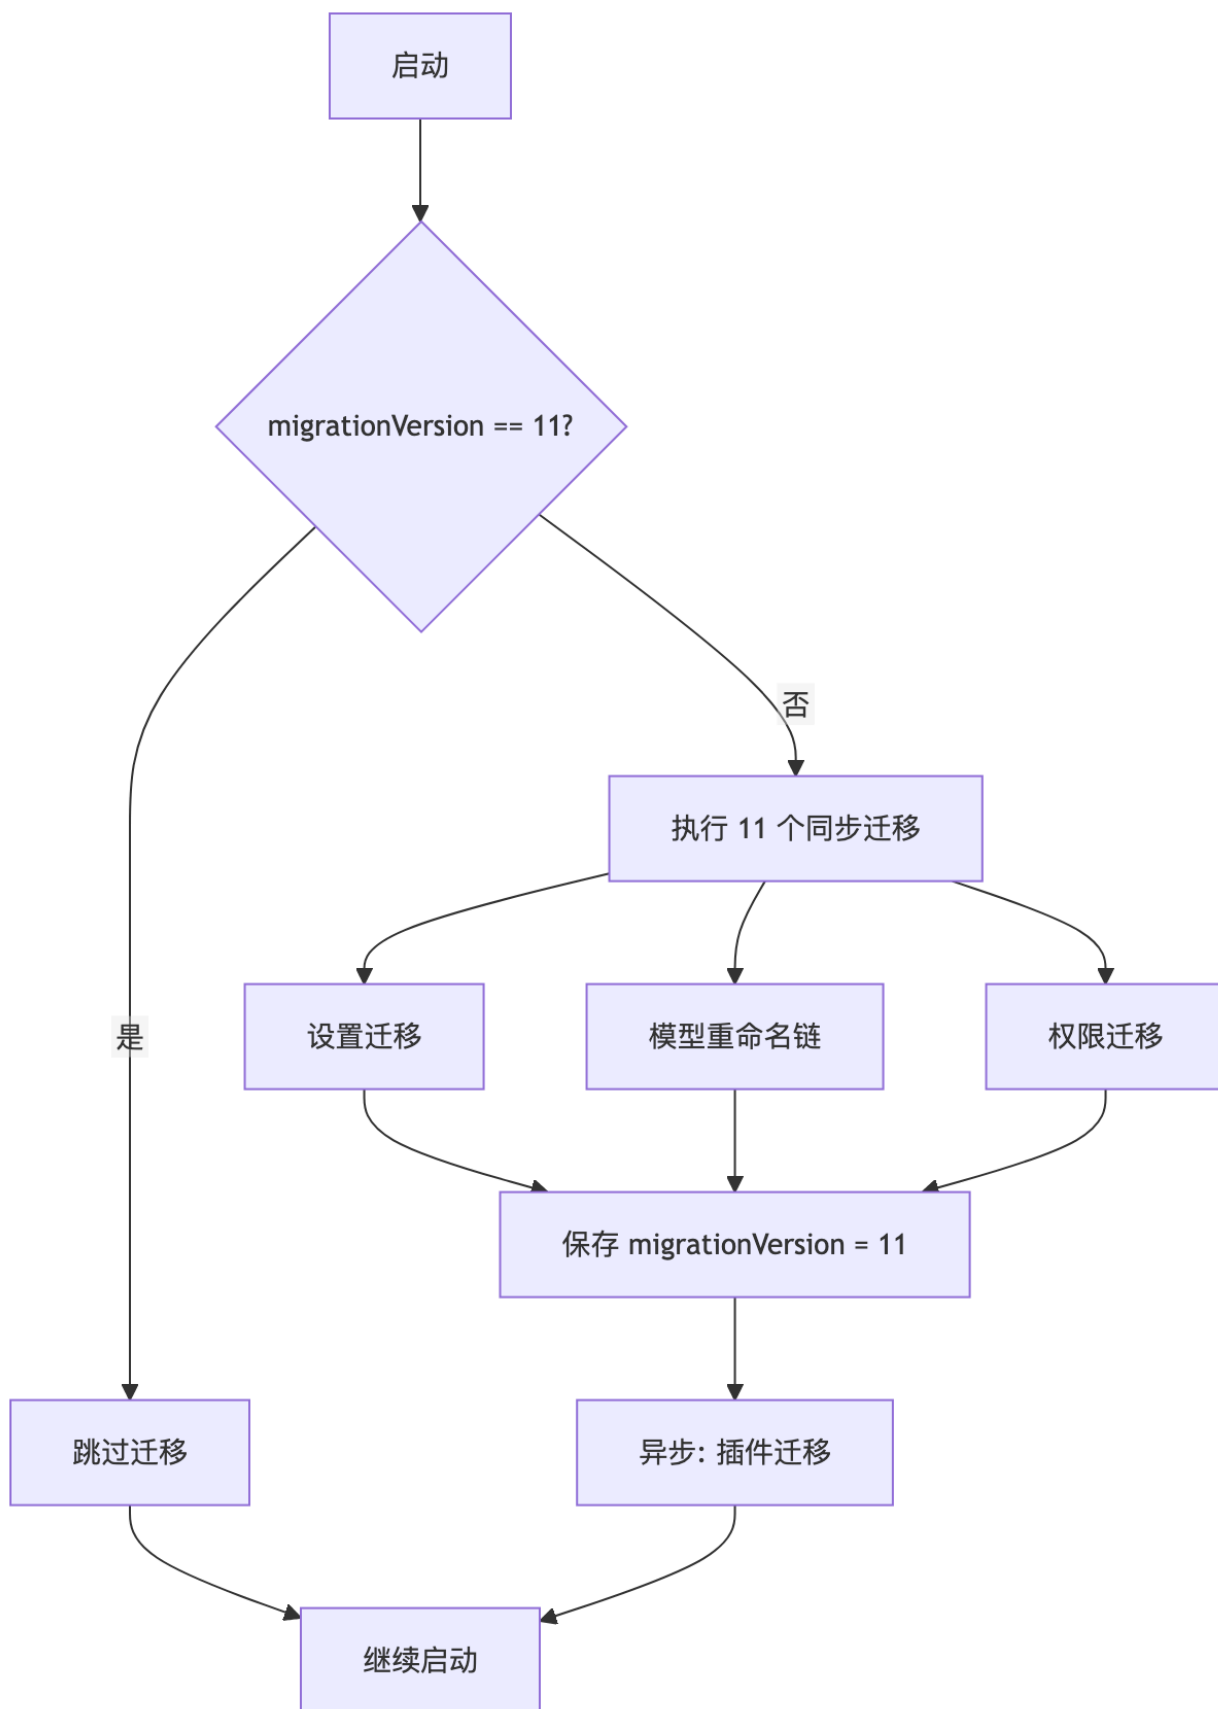 启动
migrationVersion == 11?
否
执行 11 个同步迁移
设置迁移
模型重命名链
权限迁移
是
保存 migrationVersion = 11
跳过迁移
异步: 插件迁移
继续启动